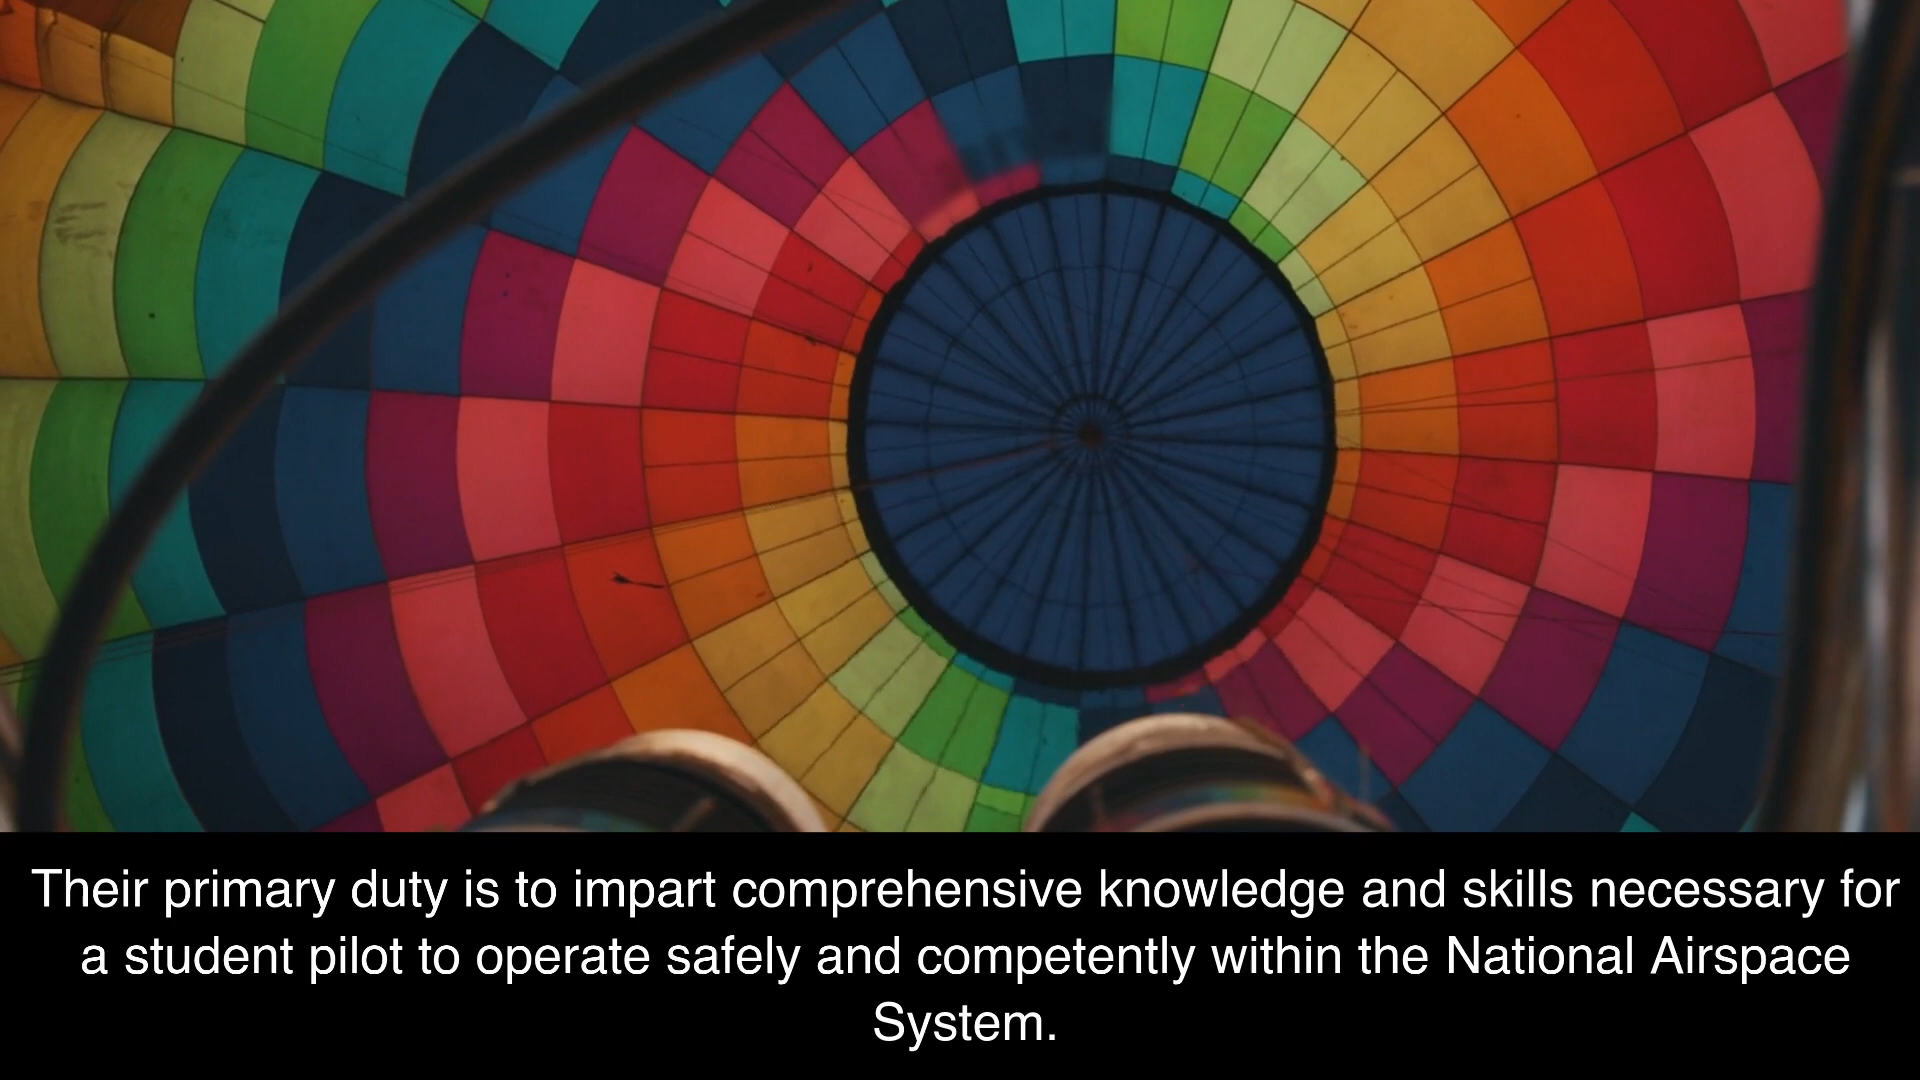 Their primary duty is to impart comprehensive knowledge and skills necessary for
a student pilot to operate safely and competently within the National Airspace
System.